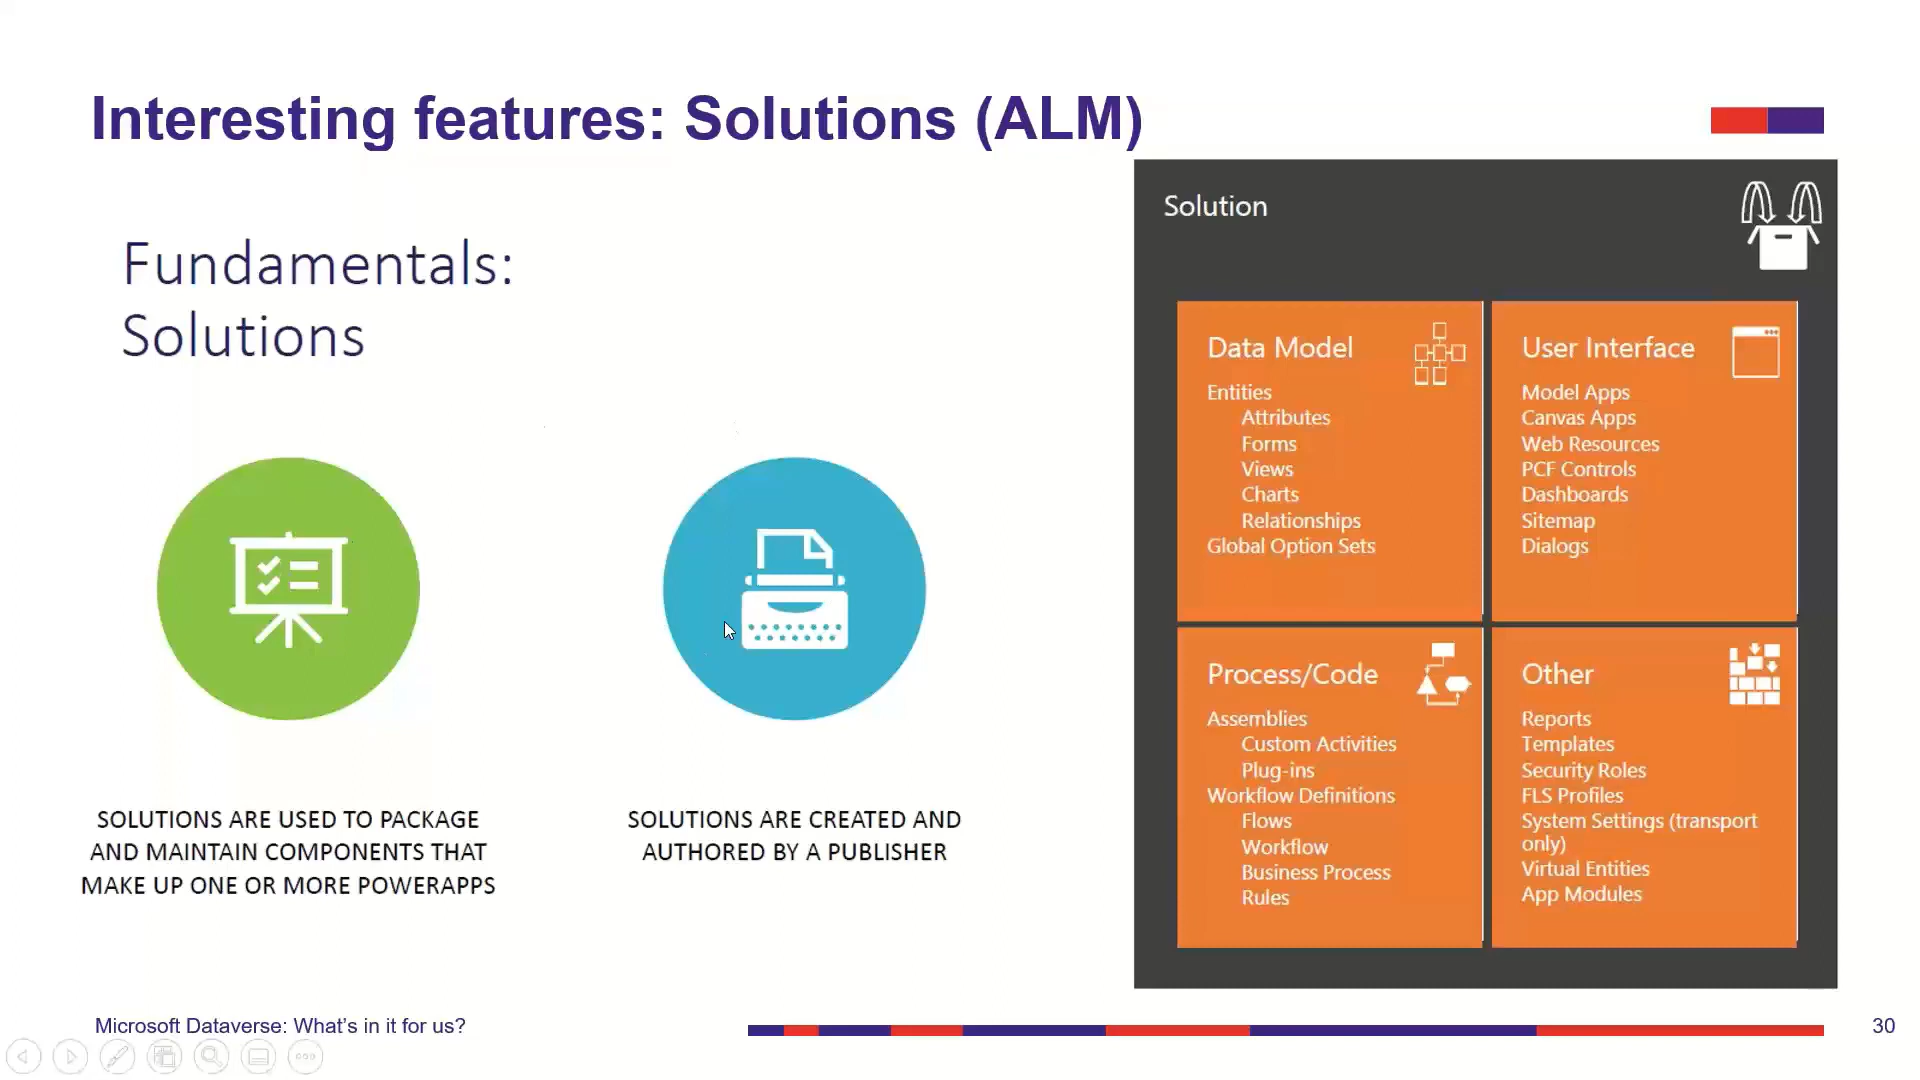 Interesting features: Solutions (ALM)
Fundamentals:
Solutions
SOLUTIONS ARE USED TO PACKAGE
AND MAINTAIN COMPONENTS THAT
MAKE UP ONE OR MORE POWERAPPS
SOLUTIONS ARE CREATED AND
AUTHORED BY A PUBLISHER
Solution
Data Model
Entities
Attributes
Forms
Views
Charts
Relationships
Global Option Sets
User Interface
Model Apps
Canvas Apps
Web Resources
PCF Controls
Dashboards
Sitemap
Dialogs
Process/Code
Assemblies
Custom Activities
Plug-ins
Workflow Definitions
Flows
Workflow
Business Process
Rules
Other
Reports
Templates
Security Roles
FLS Profiles
System Settings (transport
only)
Virtual Entities
App Modules
Microsoft Dataverse: What's in it for us?
30